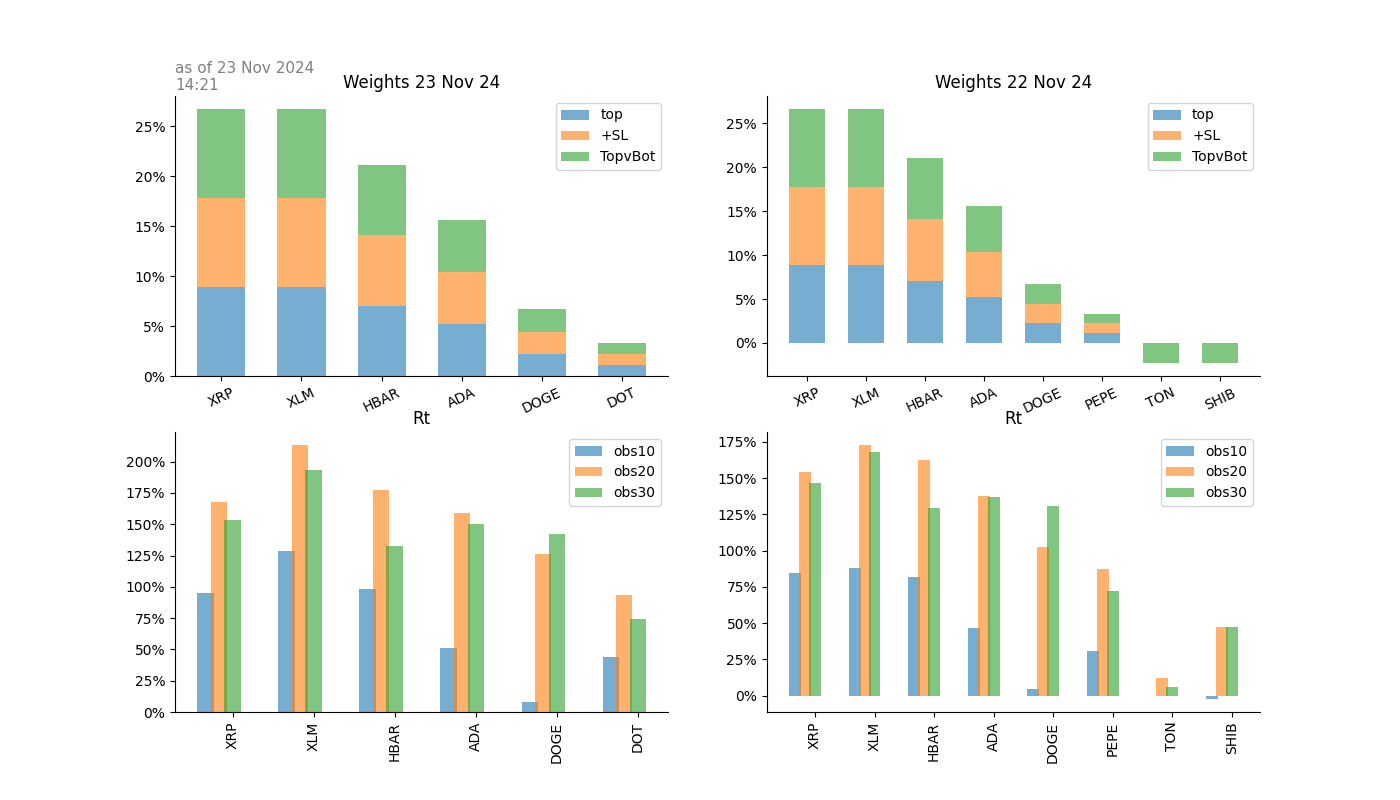 as of 23 Nov 2024
14:21
Weights 23 Nov 24
25%
20%
15%
10%
5%
0%
top
+SL
TopvBot
XRP
XLM
HBAR
ADA
DOGE
DOT
Weights 22 Nov 24
25%
20%
15%
10%
5%
0%
top
+SL
TopvBot
XRP
XLM
HBAR
ADA
DOGE
PEPE
TON
SHIB
Rt
200%
175%
150%
125%
100%
75%
50%
25%
0%
obs10
obs20
obs30
XRP
XLM
HBAR
ADA
DOGE
DOT
Rt
175%
150%
125%
100%
75%
50%
25%
0%
obs10
obs20
obs30
XRP
XLM
HBAR
ADA
DOGE
PEPE
TON
SHIB